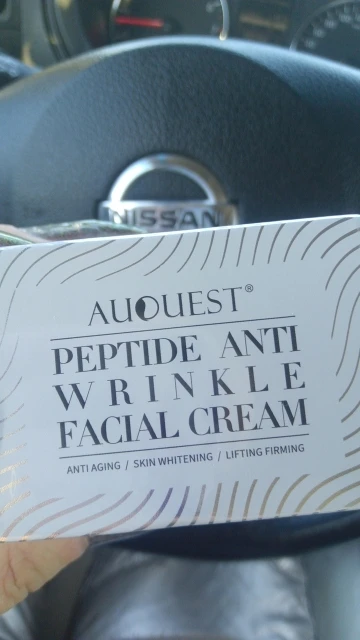 NISSAN
AUQUEST®
PEPTIDE ANTI
WRINKLE
FACIAL CREAM
ANTI AGING / SKIN WHITENING / LIFTING FIRMING